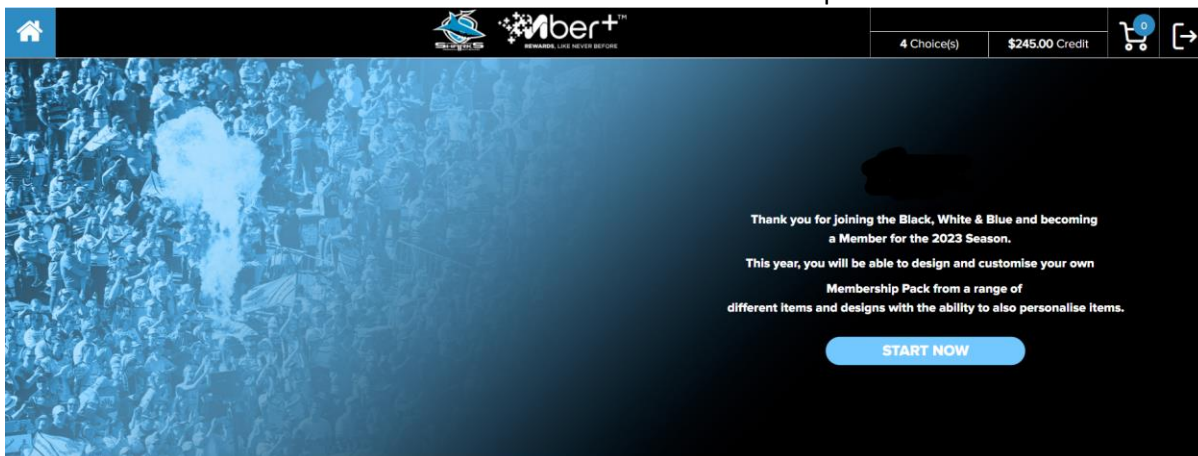 SHARKS
mber+™
REWARDS, LIKE NEVER BEFORE
4 Choice(s)
$245.00 Credit
0
Thank you for joining the Black, White & Blue and becoming
a Member for the 2023 Season.
This year, you will be able to design and customise your own
Membership Pack from a range of
different items and designs with the ability to also personalise items.
START NOW